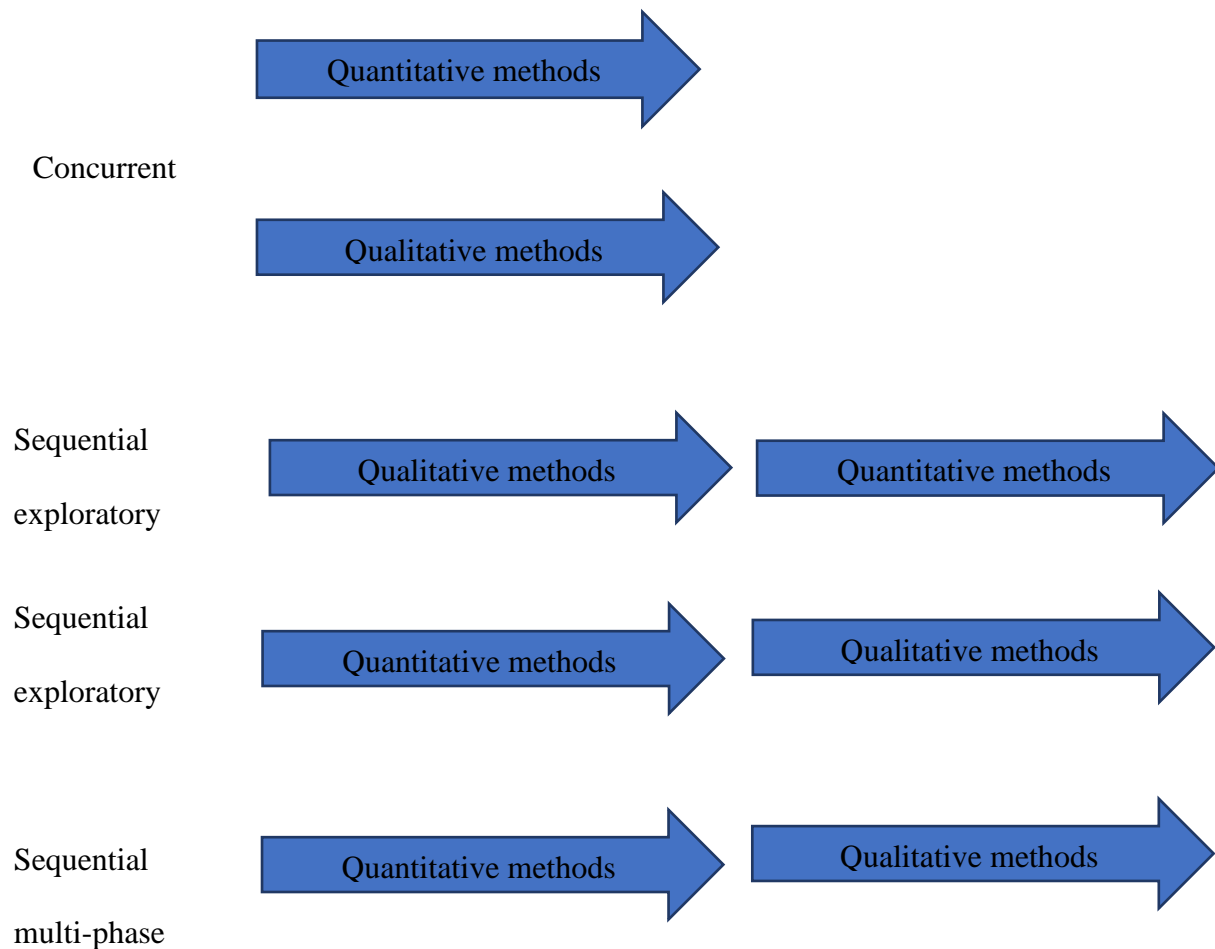 Quantitative methods
Concurrent
Qualitative methods
Sequential
exploratory
Qualitative methods
Quantitative methods
Sequential
exploratory
Quantitative methods
Qualitative methods
Sequential
multi-phase
Quantitative methods
Qualitative methods